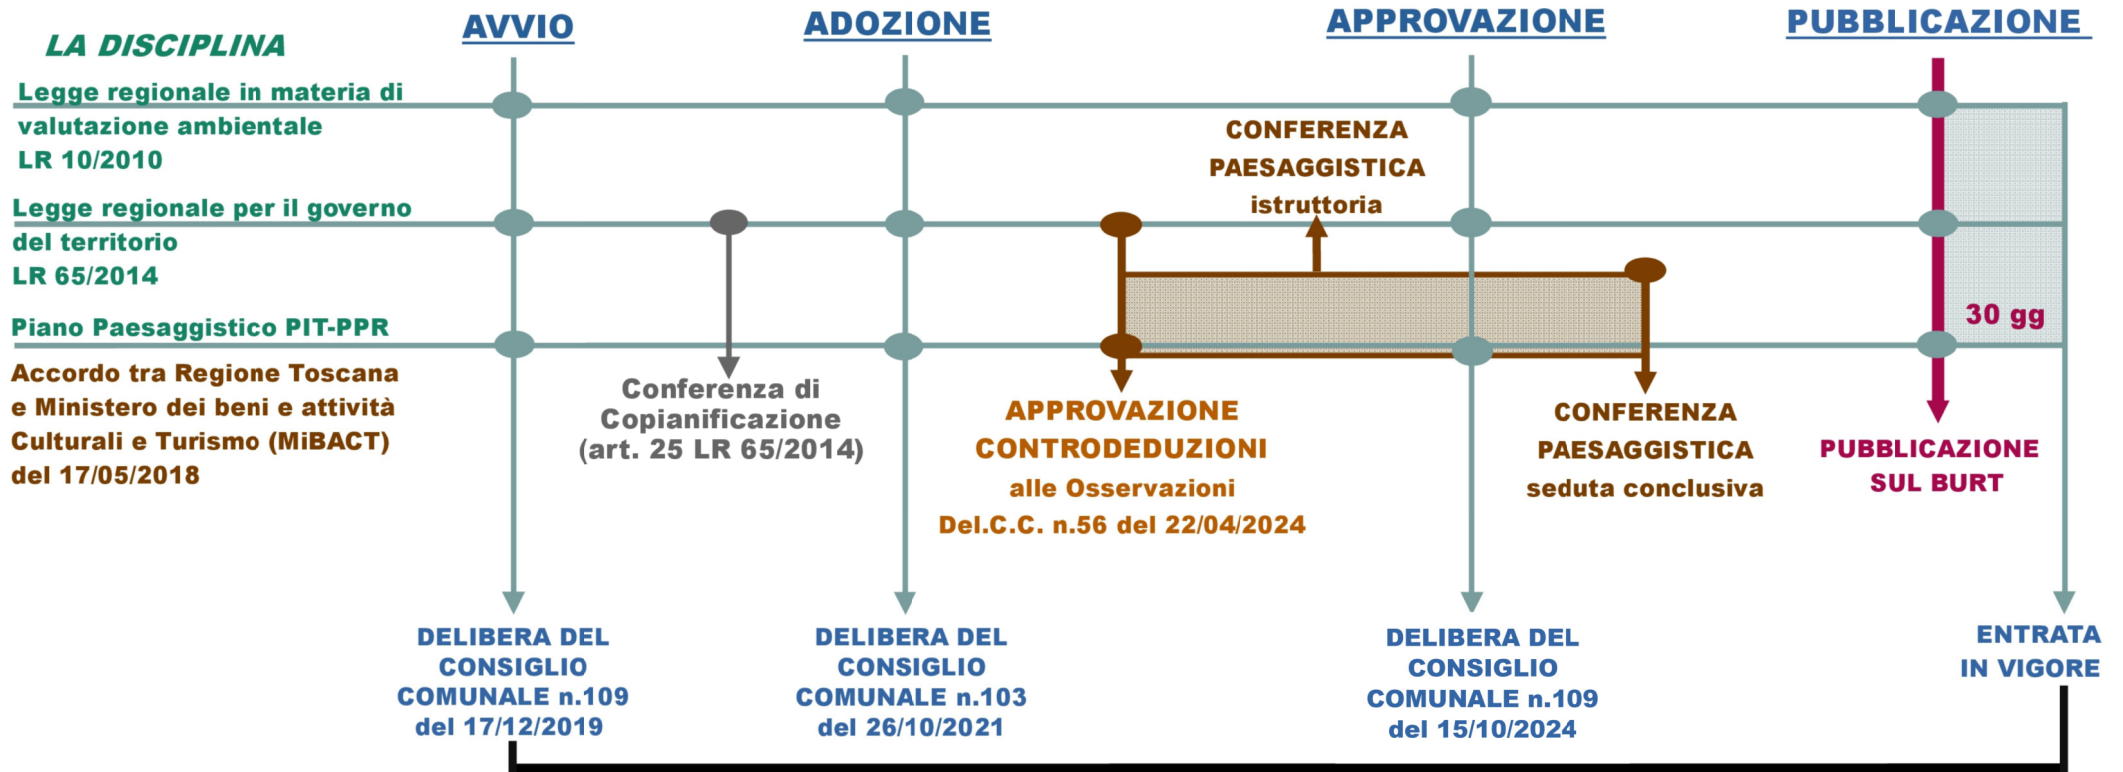 LA DISCIPLINA
AVVIO
ADOZIONE
APPROVAZIONE
PUBBLICAZIONE
Legge regionale in materia di
valutazione ambientale
LR 10/2010
Legge regionale per il governo
del territorio
LR 65/2014
Piano Paesaggistico PIT-PPR
Accordo tra Regione Toscana
e Ministero dei beni e attività
Culturali e Turismo (MiBACT)
del 17/05/2018
Conferenza di
Copianificazione
(art. 25 LR 65/2014)
CONFERENZA
PAESAGGISTICA
istruttoria
APPROVAZIONE
CONTRODEDUZIONI
alle Osservazioni
Del.C.C. n.56 del 22/04/2024
CONFERENZA
PAESAGGISTICA
seduta conclusiva
30 gg
PUBBLICAZIONE
SUL BURT
DELIBERA DEL
CONSIGLIO
COMUNALE n.109
del 17/12/2019
DELIBERA DEL
CONSIGLIO
COMUNALE n.103
del 26/10/2021
DELIBERA DEL
CONSIGLIO
COMUNALE n.109
del 15/10/2024
ENTRATA
IN VIGORE